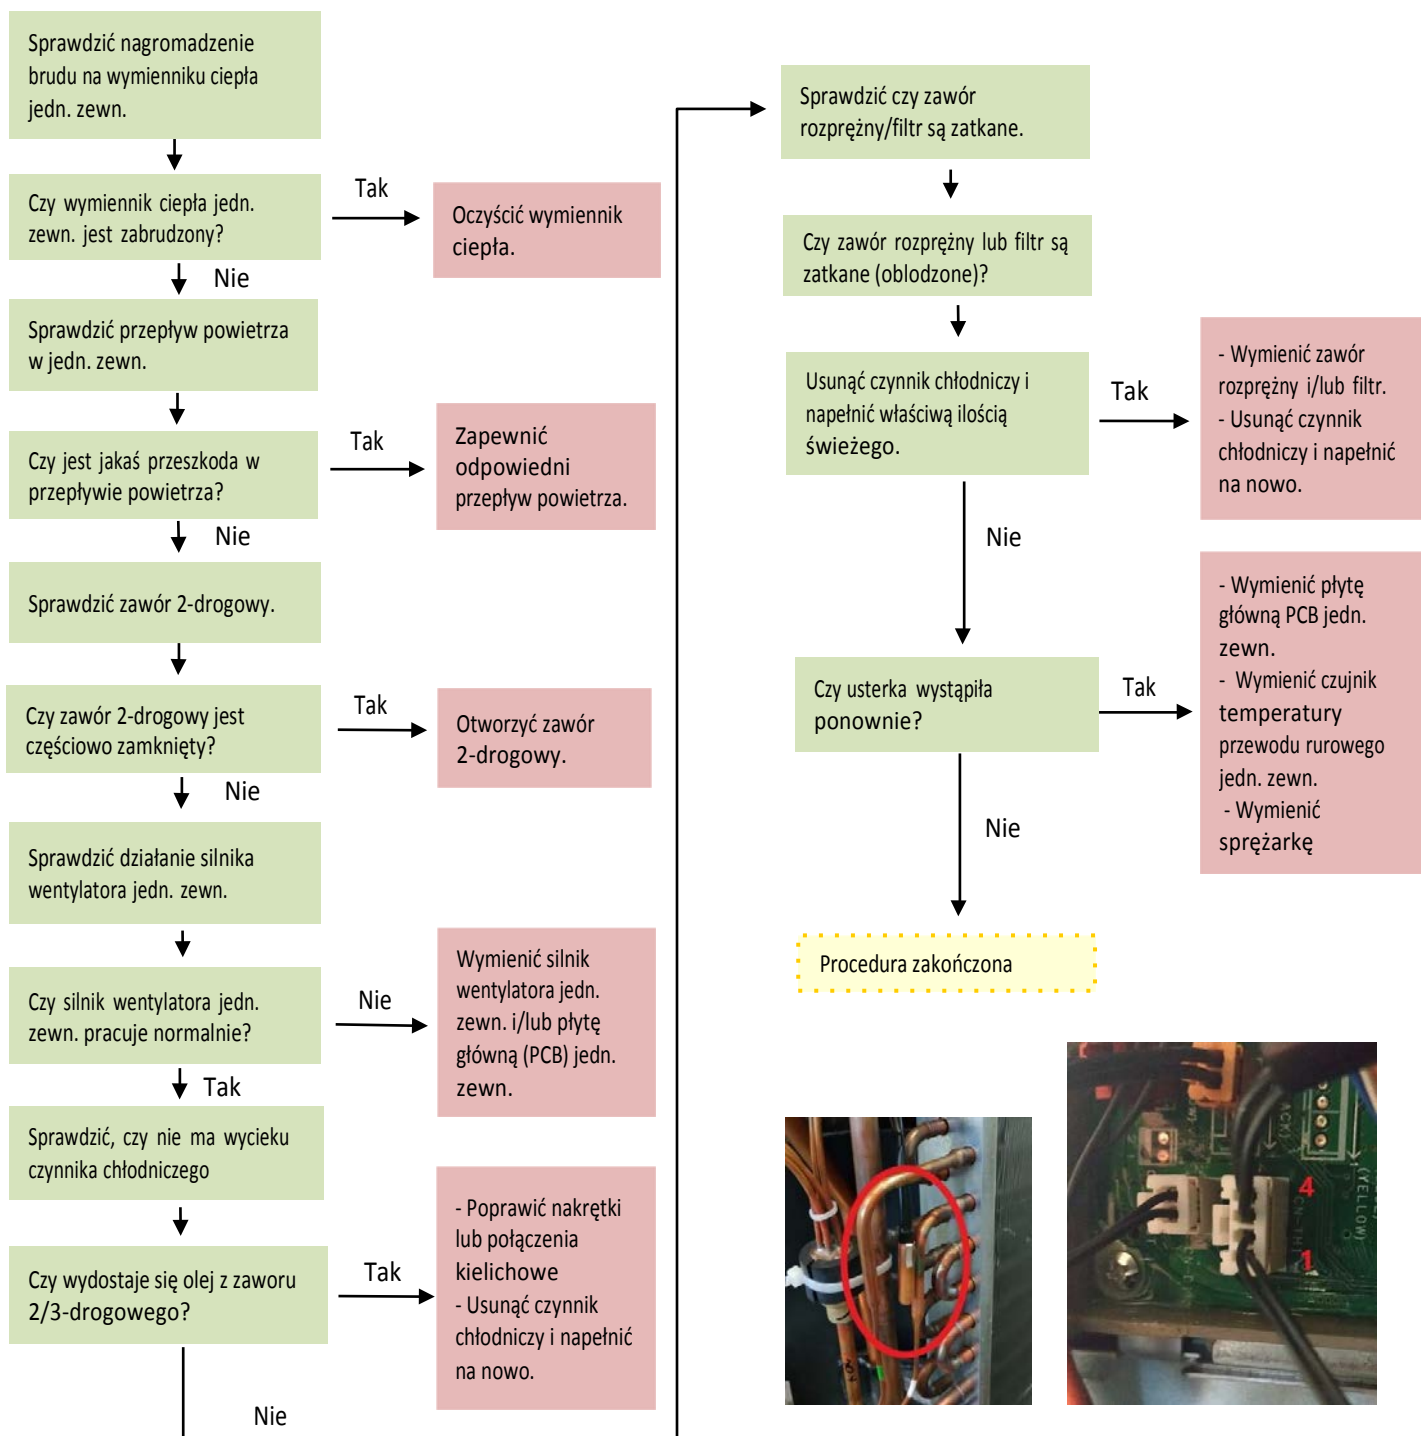 Sprawdzić nagromadzenie
brudu na wymienniku ciepła
jedn. zewn.
Czy wymiennik ciepła jedn.
zewn. jest zabrudzony?
Tak
Oczyścić wymiennik
ciepła.
Nie
Sprawdzić przepływ powietrza
w jedn. zewn.
Czy jest jakaś przeszkoda w
przepływie powietrza?
Tak
Zapewnić
odpowiedni
przepływ powietrza.
Nie
Sprawdzić zawór 2-drogowy.
Czy zawór 2-drogowy jest
częściowo zamknięty?
Tak
Otworzyć zawór
2-drogowy.
Nie
Sprawdzić działanie silnika
wentylatora jedn. zewn.
Czy silnik wentylatora jedn.
zewn. pracuje normalnie?
Nie
Wymienić silnik
wentylatora jedn.
zewn. i/lub płytę
główną (PCB) jedn.
zewn.
Tak
Sprawdzić, czy nie ma wycieku
czynnika chłodniczego
Czy wydostaje się olej z zaworu
2/3-drogowego?
Tak
- Poprawić nakrętki
lub połączenia
kielichowe
- Usunąć czynnik
chłodniczy i napełnić
na nowo.
Nie
Sprawdzić czy zawór
rozprężny/filtr są zatkane.
Czy zawór rozprężny lub filtr są
zatkane (oblodzone)?
Usunąć czynnik chłodniczy i
napełnić właściwą ilością
świeżego.
Tak
- Wymienić zawór
rozprężny i/lub filtr.
- Usunąć czynnik
chłodniczy i napełnić
na nowo.
Nie
Czy usterka wystąpiła
ponownie?
Tak
- Wymienić płytę
główną PCB jedn.
zewn.
- Wymienić czujnik
temperatury
przewodu rurowego
jedn. zewn.
- Wymienić
sprężarkę
Nie
Procedura zakończona
4
1
(YELLOW)